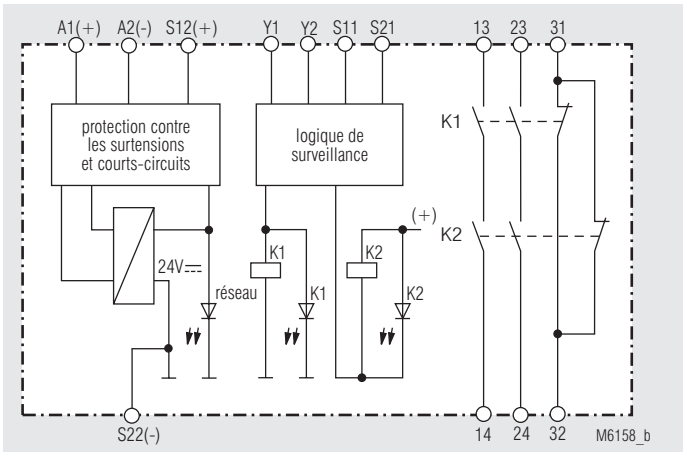 A1(+) A2(-) S12(+) Y1 Y2 S11 S21 13 23 31
protection contre
les surtensions
et courts-circuits
logique de
surveillance
K1
(+)
K2
24V
K1
K2
réseau
K1
K2
S22(-)
14 24 32
M6158_b